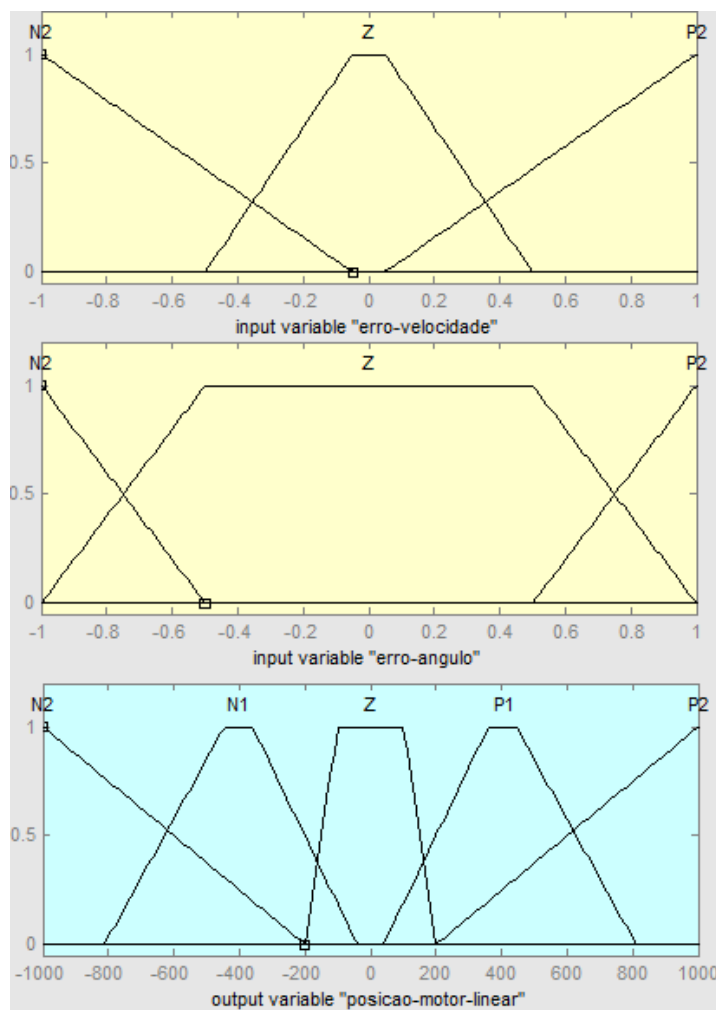 N2 Z P2
1
0.5
0
-1 -0.8 -0.6 -0.4 -0.2 0 0.2 0.4 0.6 0.8 1
input variable "erro-velocidade"
N2 Z P2
1
0.5
0
-1 -0.8 -0.6 -0.4 -0.2 0 0.2 0.4 0.6 0.8 1
input variable "erro-angulo"
N2 N1 Z P1 P2
1
0.5
0
-1000 -800 -600 -400 -200 0 200 400 600 800 1000
output variable "posicao-motor-linear"